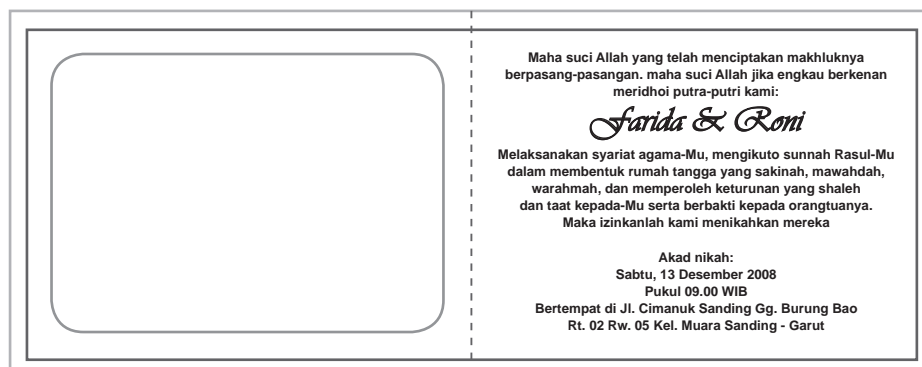 Maha suci Allah yang telah menciptakan makhluknya
berpasang-pasangan. maha suci Allah jika engkau berkenan
meridhoi putra-putri kami:
Farida & Roni
Melaksanakan syariat agama-Mu, mengikuto sunnah Rasul-Mu
dalam membentuk rumah tangga yang sakinah, mawahdah,
warahmah, dan memperoleh keturunan yang shaleh
dan taat kepada-Mu serta berbakti kepada orangtuanya.
Maka izinkanlah kami menikahkan mereka
Akad nikah:
Sabtu, 13 Desember 2008
Pukul 09.00 WIB
Bertempat di Jl. Cimanuk Sanding Gg. Burung Bao
Rt. 02 Rw. 05 Kel. Muara Sanding - Garut